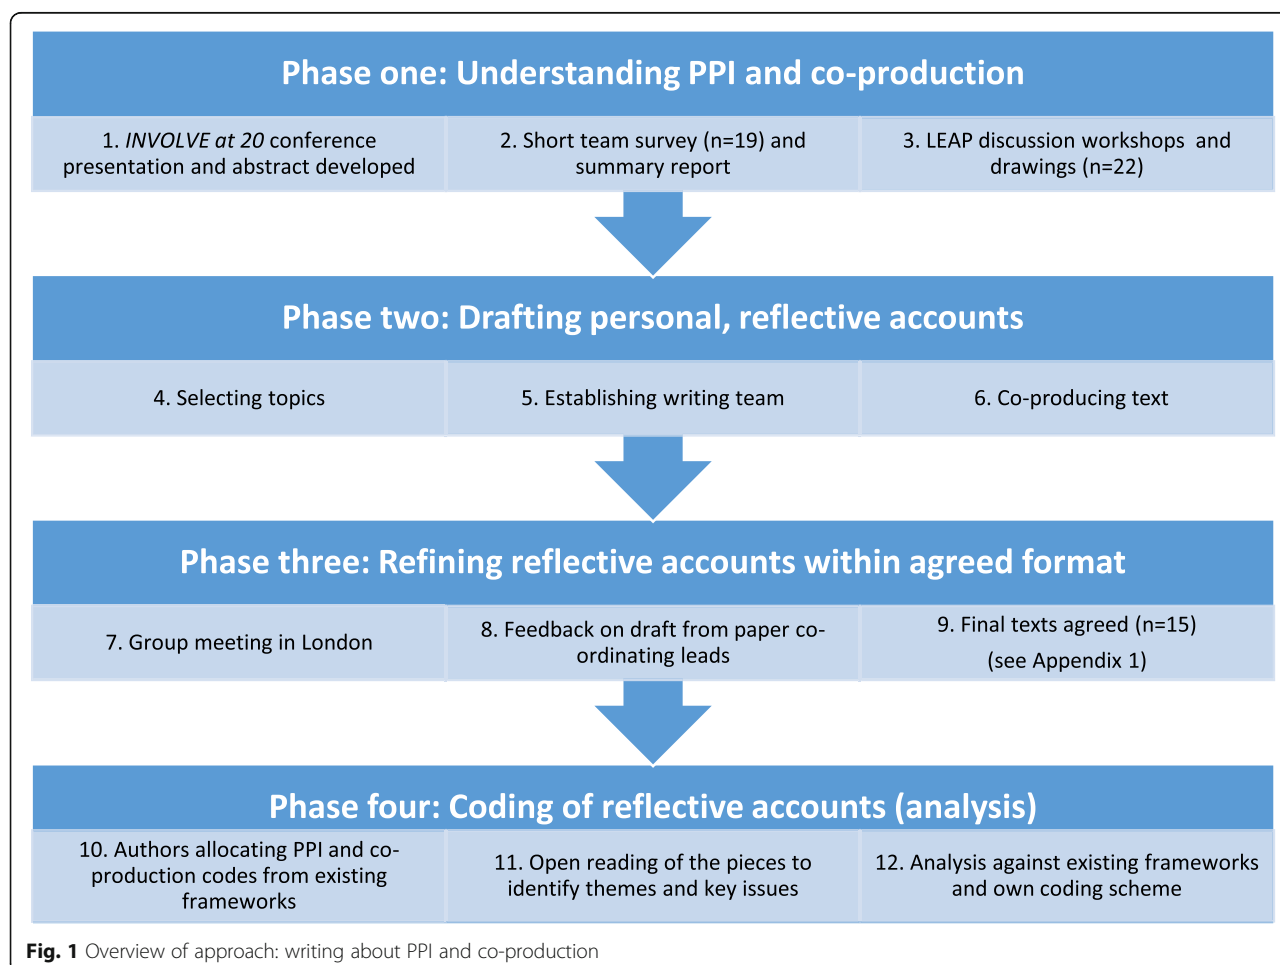 Phase one: Understanding PPI and co-production
1. INVOLVE at 20 conference
presentation and abstract developed
2. Short team survey (n=19) and
summary report
3. LEAP discussion workshops and
drawings (n=22)
Phase two: Drafting personal, reflective accounts
4. Selecting topics
5. Establishing writing team
6. Co-producing text
Phase three: Refining reflective accounts within agreed format
7. Group meeting in London
8. Feedback on draft from paper co-
ordinating leads
9. Final texts agreed (n=15)
(see Appendix 1)
Phase four: Coding of reflective accounts (analysis)
10. Authors allocating PPI and co-
production codes from existing
frameworks
11. Open reading of the pieces to
identify themes and key issues
12. Analysis against existing frameworks
and own coding scheme
Fig. 1 Overview of approach: writing about PPI and co-production